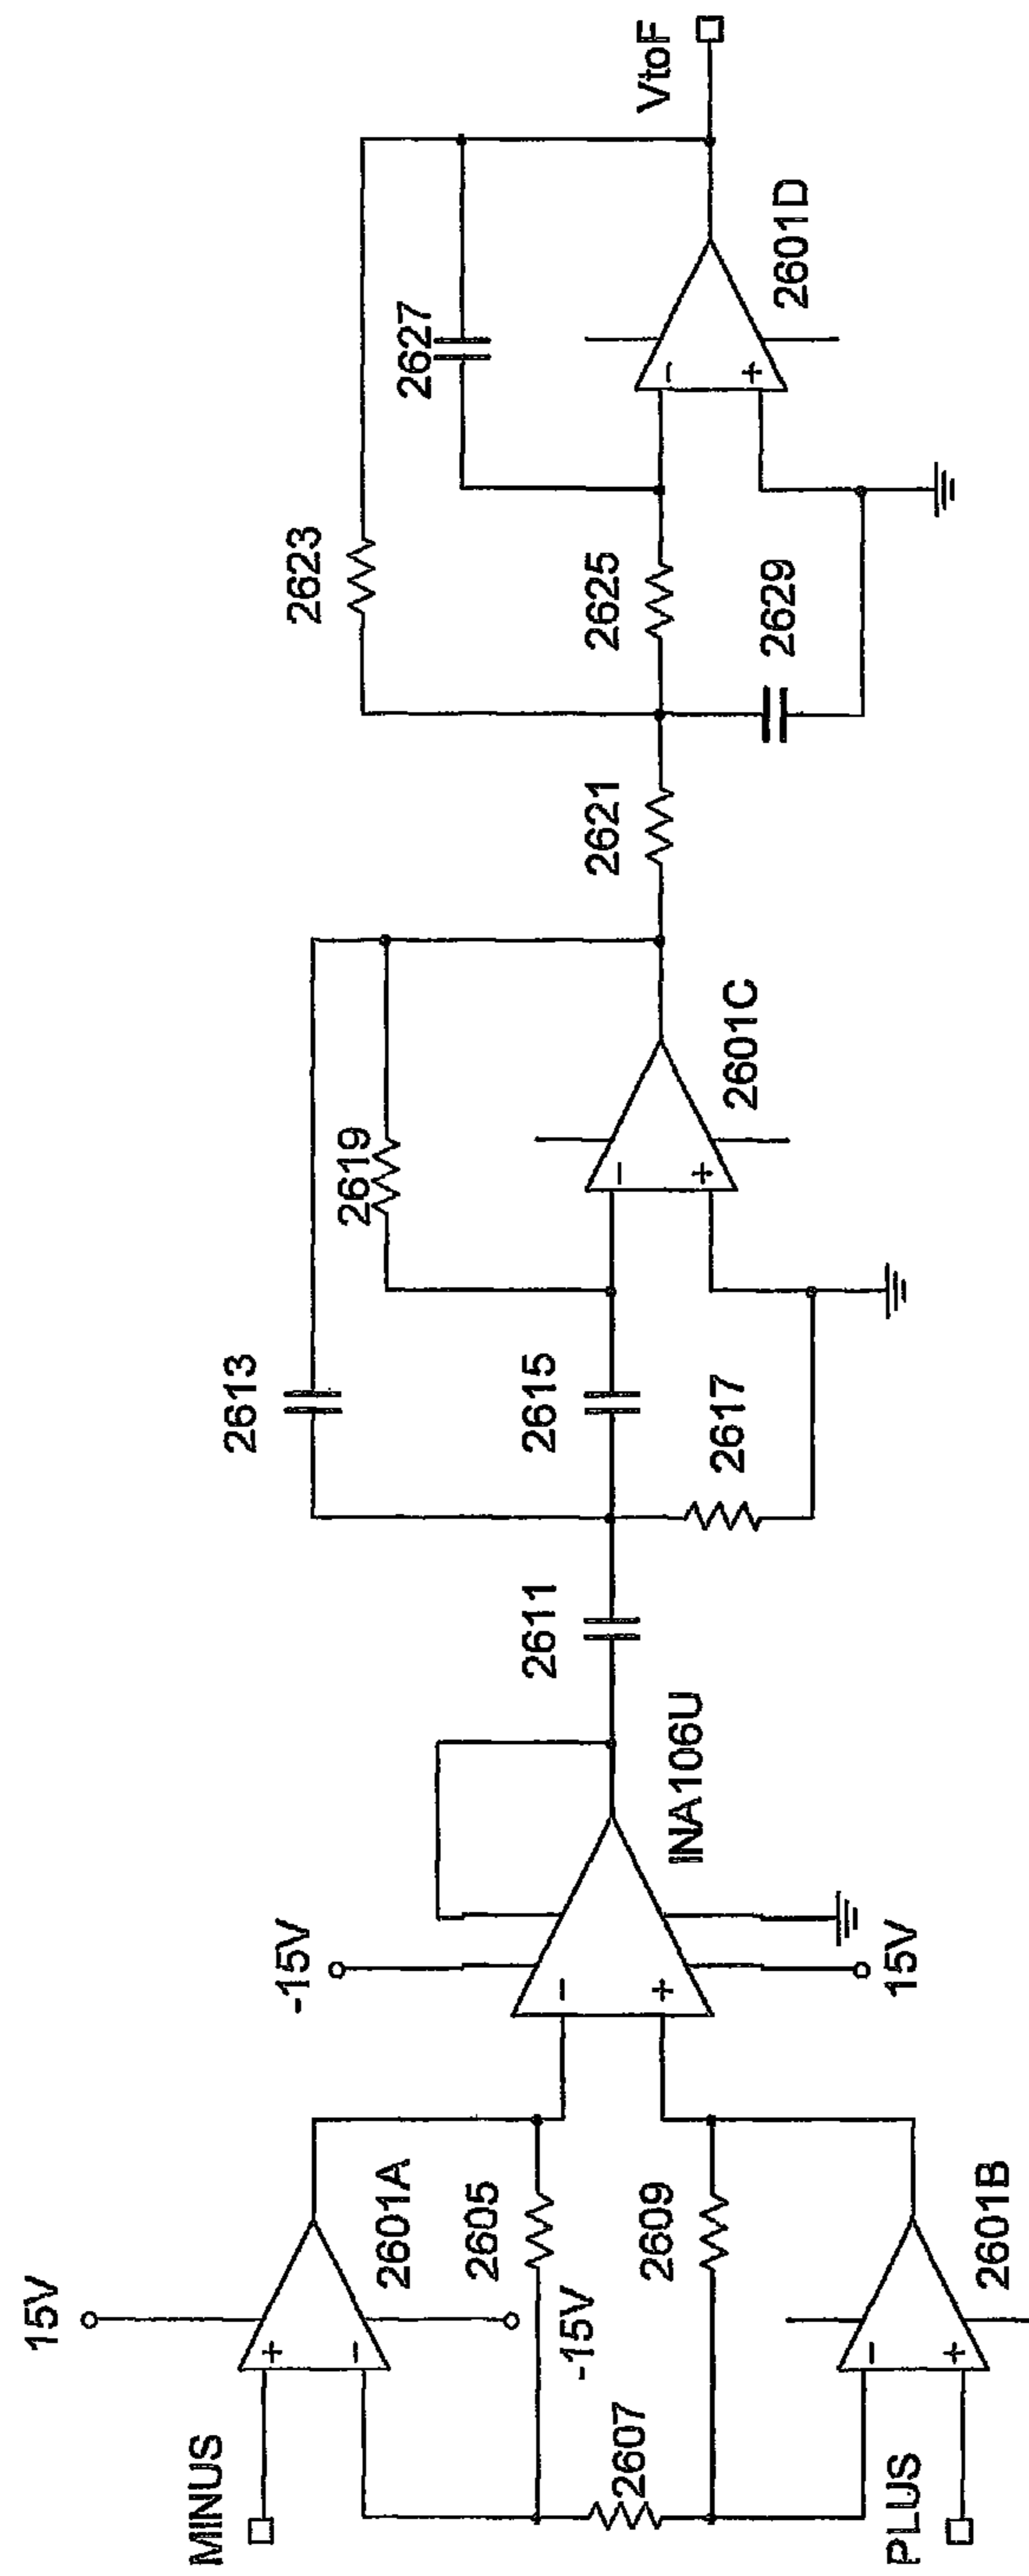 MINUS
15V
2601A
2605
-15V
2607
2609
PLUS
2601B
-15V
-
+
INA106U
15V
2611
2613
2615
2617
2619
-
+
2601C
2621
2623
2625
2627
2629
-
+
2601D
VtoF
+
-
-
+